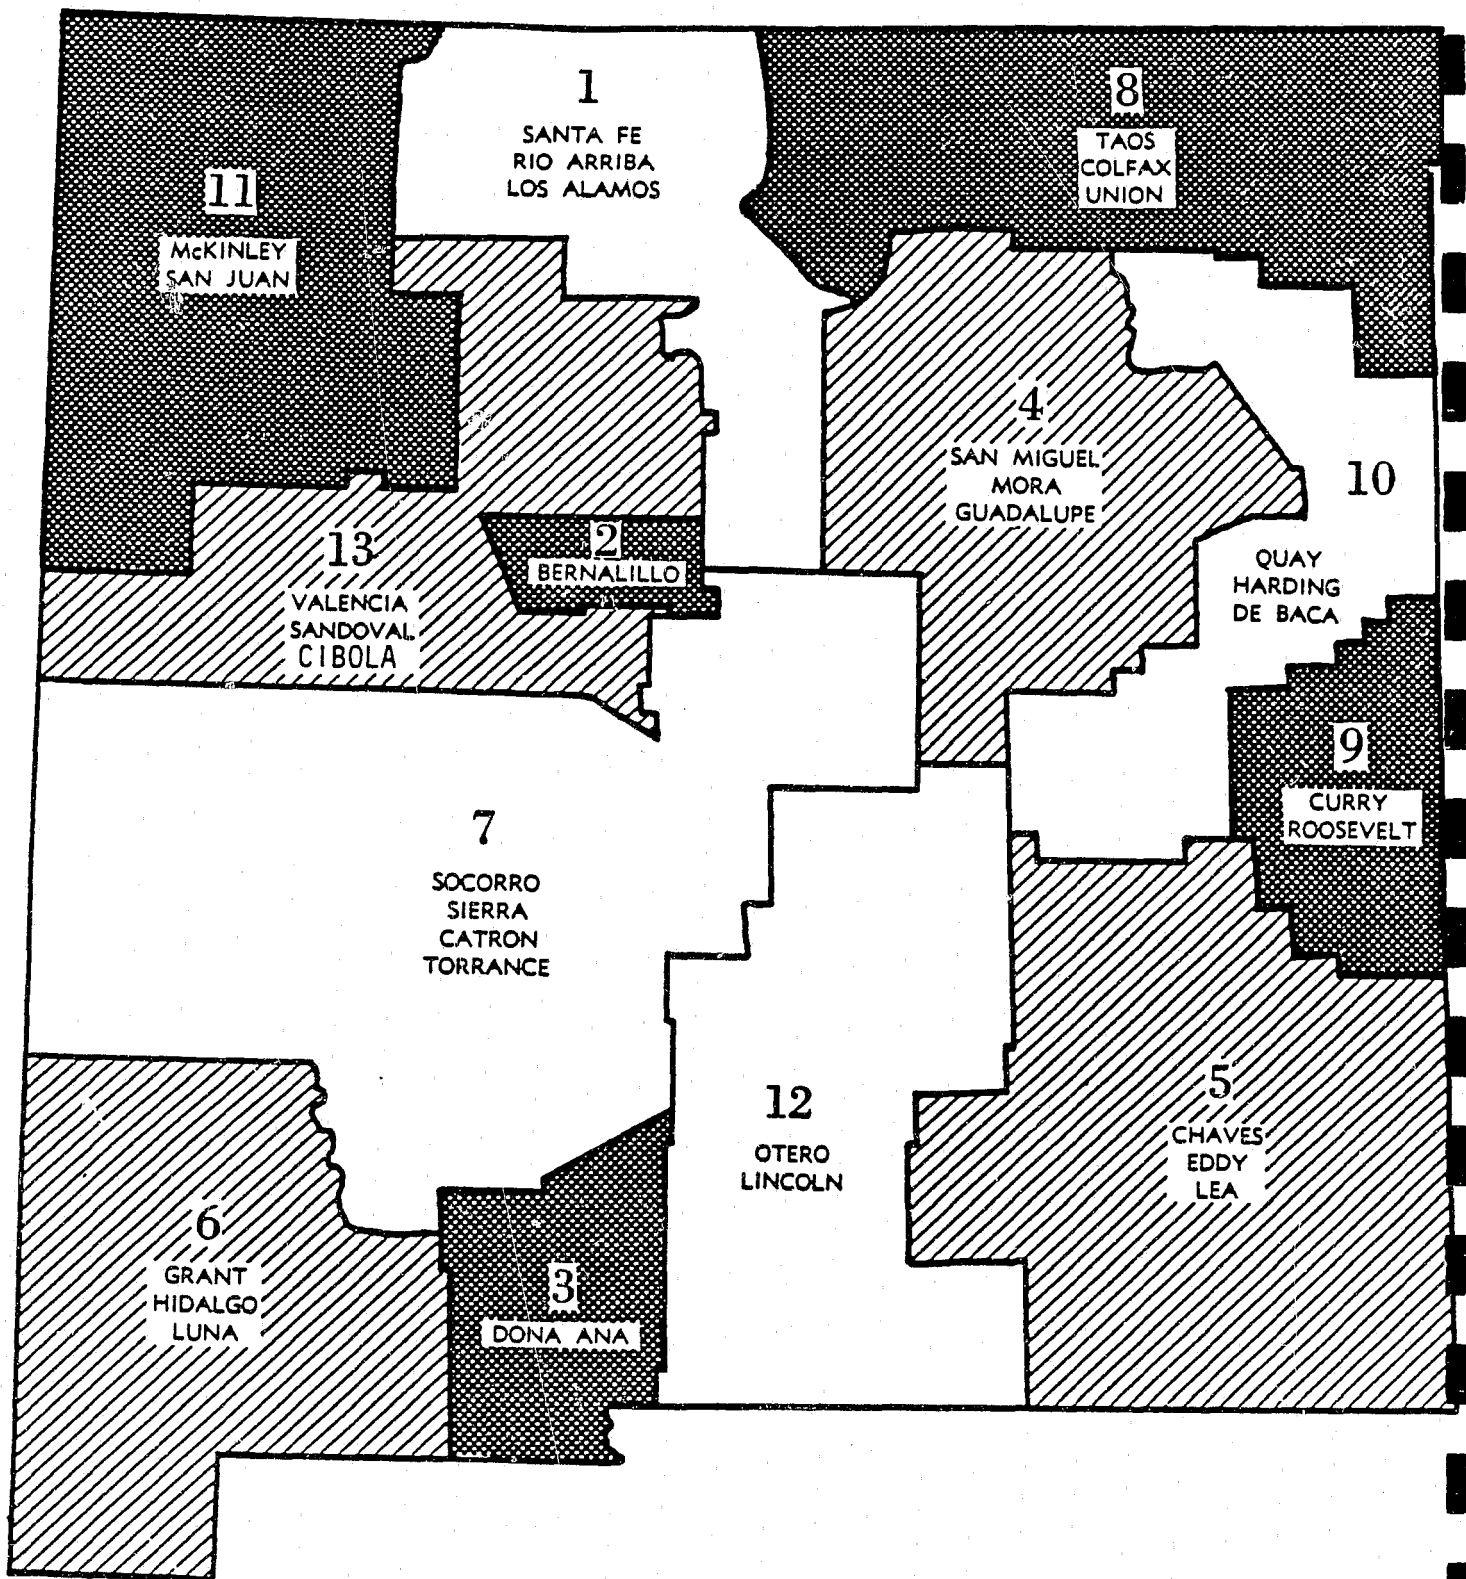 1
SANTA FE
RIO ARRIBA
LOS ALAMOS
8
TAOS
COLFAX
UNION
11
McKINLEY
SAN JUAN
4
SAN MIGUEL
MORA
GUADALUPE
10
QUAY
HARDING
DE BACA
13
VALENCIA
SANDOVAL
CIBOLA
2
BERNALILLO
9
CURRY
ROOSEVELT
7
SOCORRO
SIERRA
CATRON
TORRANCE
12
OTERO
LINCOLN
5
CHAVES
EDDY
LEA
6
GRANT
HIDALGO
LUNA
3
DONA ANA